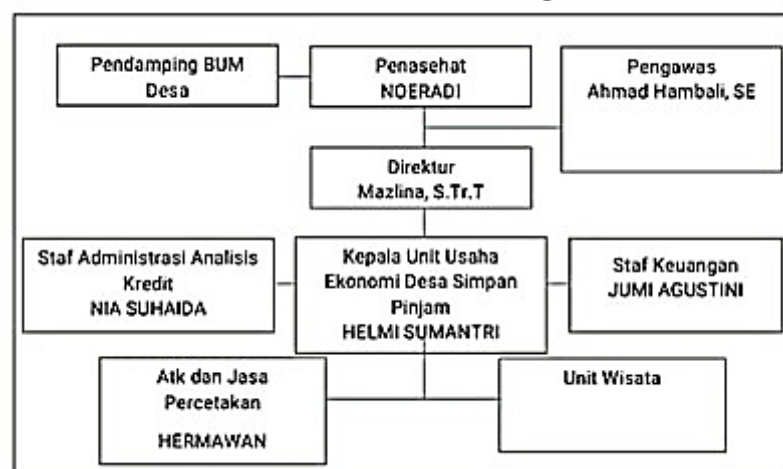 Pendamping BUM
Desa
Penasehat
NOERADI
Pengawas
Ahmad Hambali, SE
Direktur
Mazlina, S.Tr.T
Staf Administrasi Analisis
Kredit
NIA SUHAIDA
Kepala Unit Usaha
Ekonomi Desa Simpan
Pinjam
HELMI SUMANTRI
Staf Keuangan
JUMI AGUSTINI
Atk dan Jasa
Percetakan
HERMAWAN
Unit Wisata